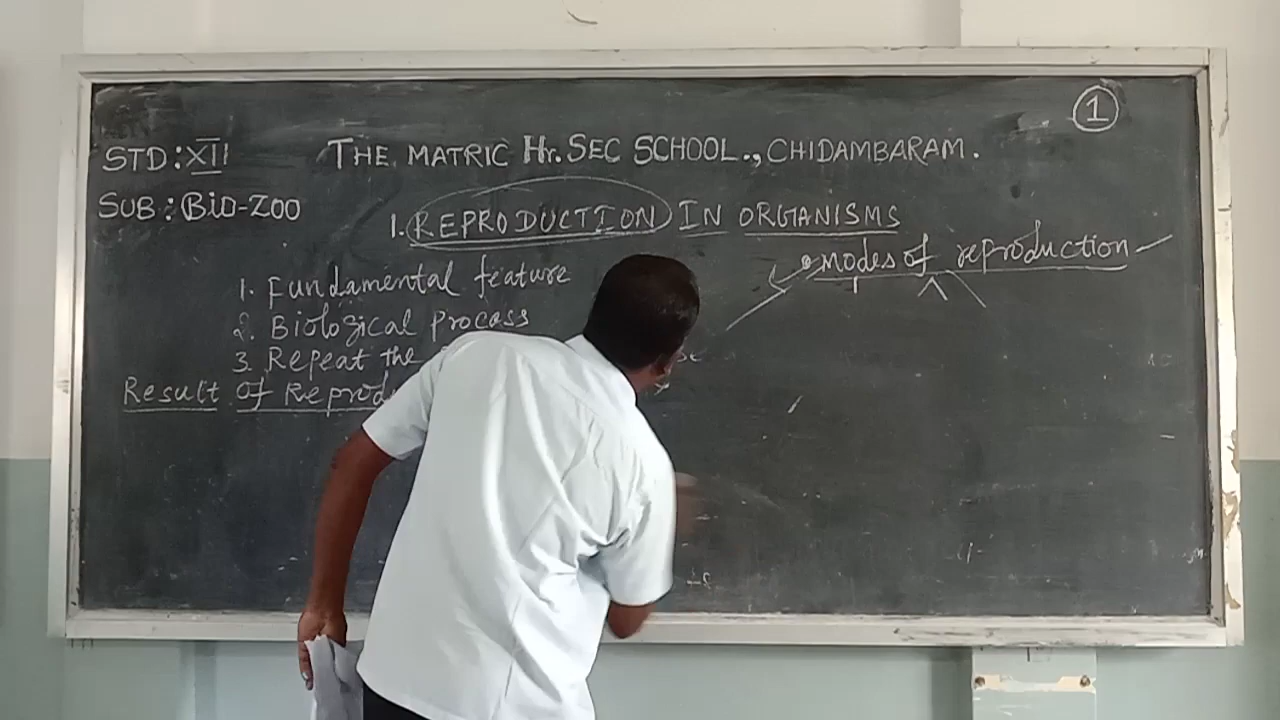 1
STD: XII
THE MATRIC Hr. SEC SCHOOL., CHIDAMBARAM.
SUB: BiO-ZOO
1. REPRODUCTION IN ORGANISMS
modes of reproduction
1. Fundamental feature
2. Biological process
3. Repeat the
Result of Reprodu